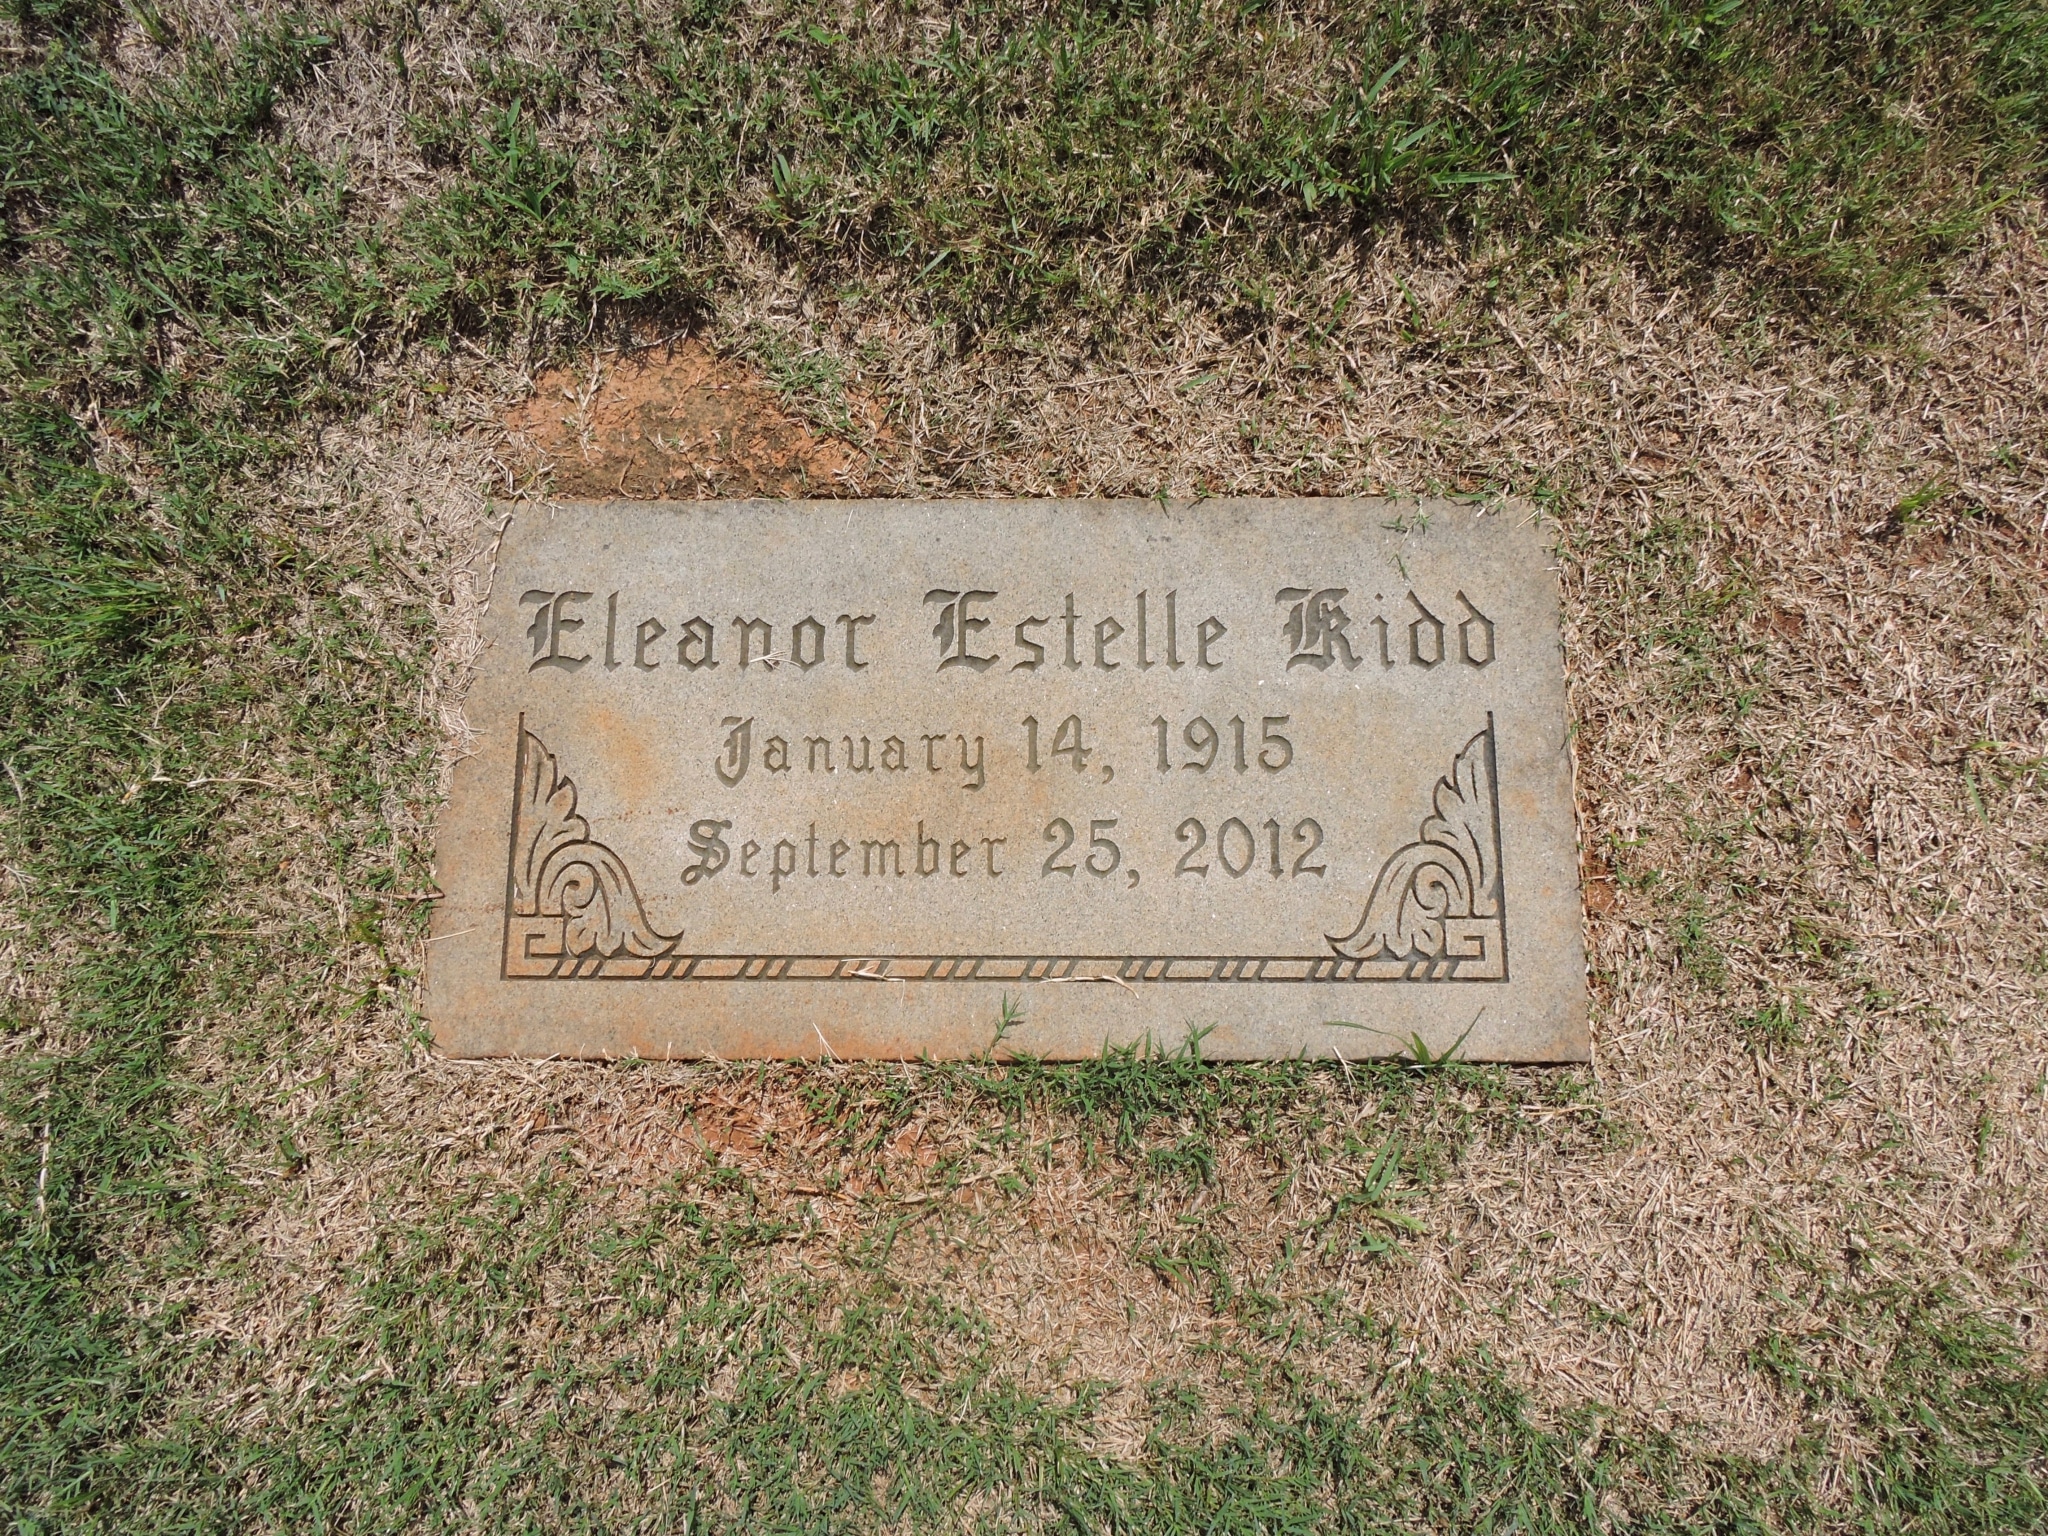 Eleanor Estelle Kidd
January 14, 1915
September 25, 2012